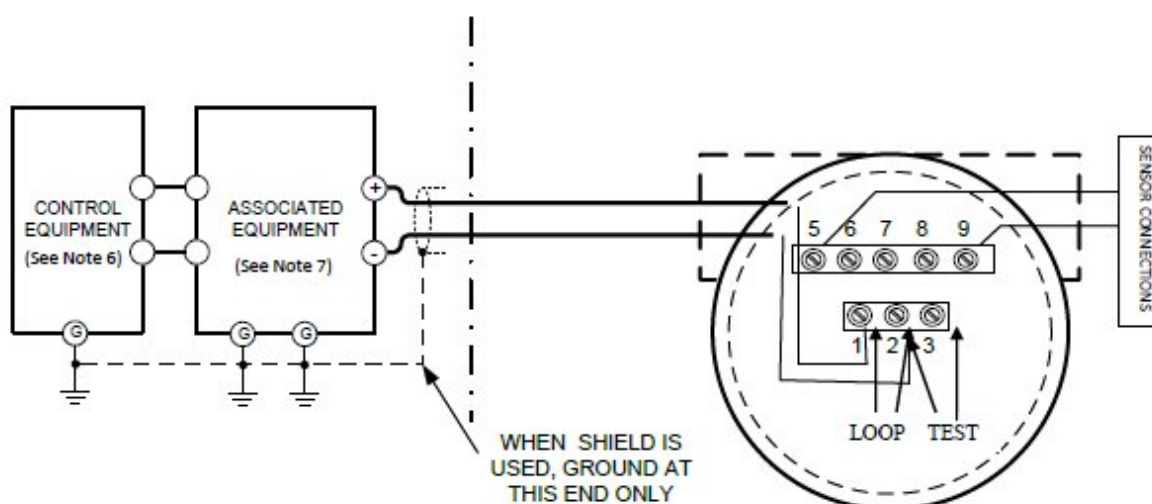 CONTROL
EQUIPMENT
(See Note 6)
ASSOCIATED
EQUIPMENT
(See Note 7)
+
-
G
G
G
5 6 7 8 9
1 2 3
LOOP TEST
SENSOR CONNECTIONS
WHEN SHIELD IS
USED, GROUND AT
THIS END ONLY